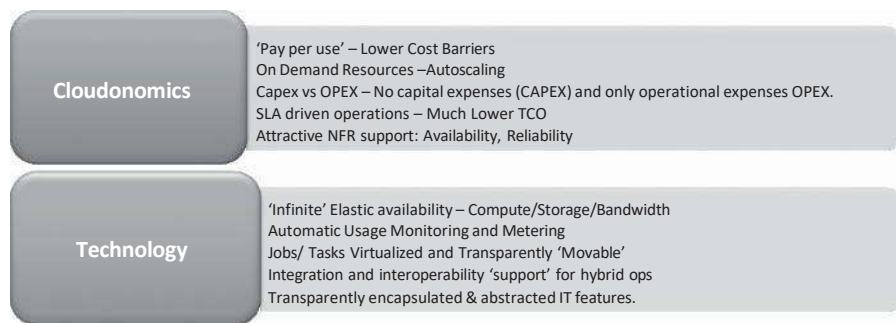 Cloudonomics
‘Pay per use’ – Lower Cost Barriers
On Demand Resources –Autoscaling
Capex vs OPEX – No capital expenses (CAPEX) and only operational expenses OPEX.
SLA driven operations – Much Lower TCO
Attractive NFR support: Availability, Reliability
Technology
‘Infinite’ Elastic availability – Compute/Storage/Bandwidth
Automatic Usage Monitoring and Metering
Jobs/ Tasks Virtualized and Transparently ‘Movable’
Integration and interoperability ‘support’ for hybrid ops
Transparently encapsulated & abstracted IT features.